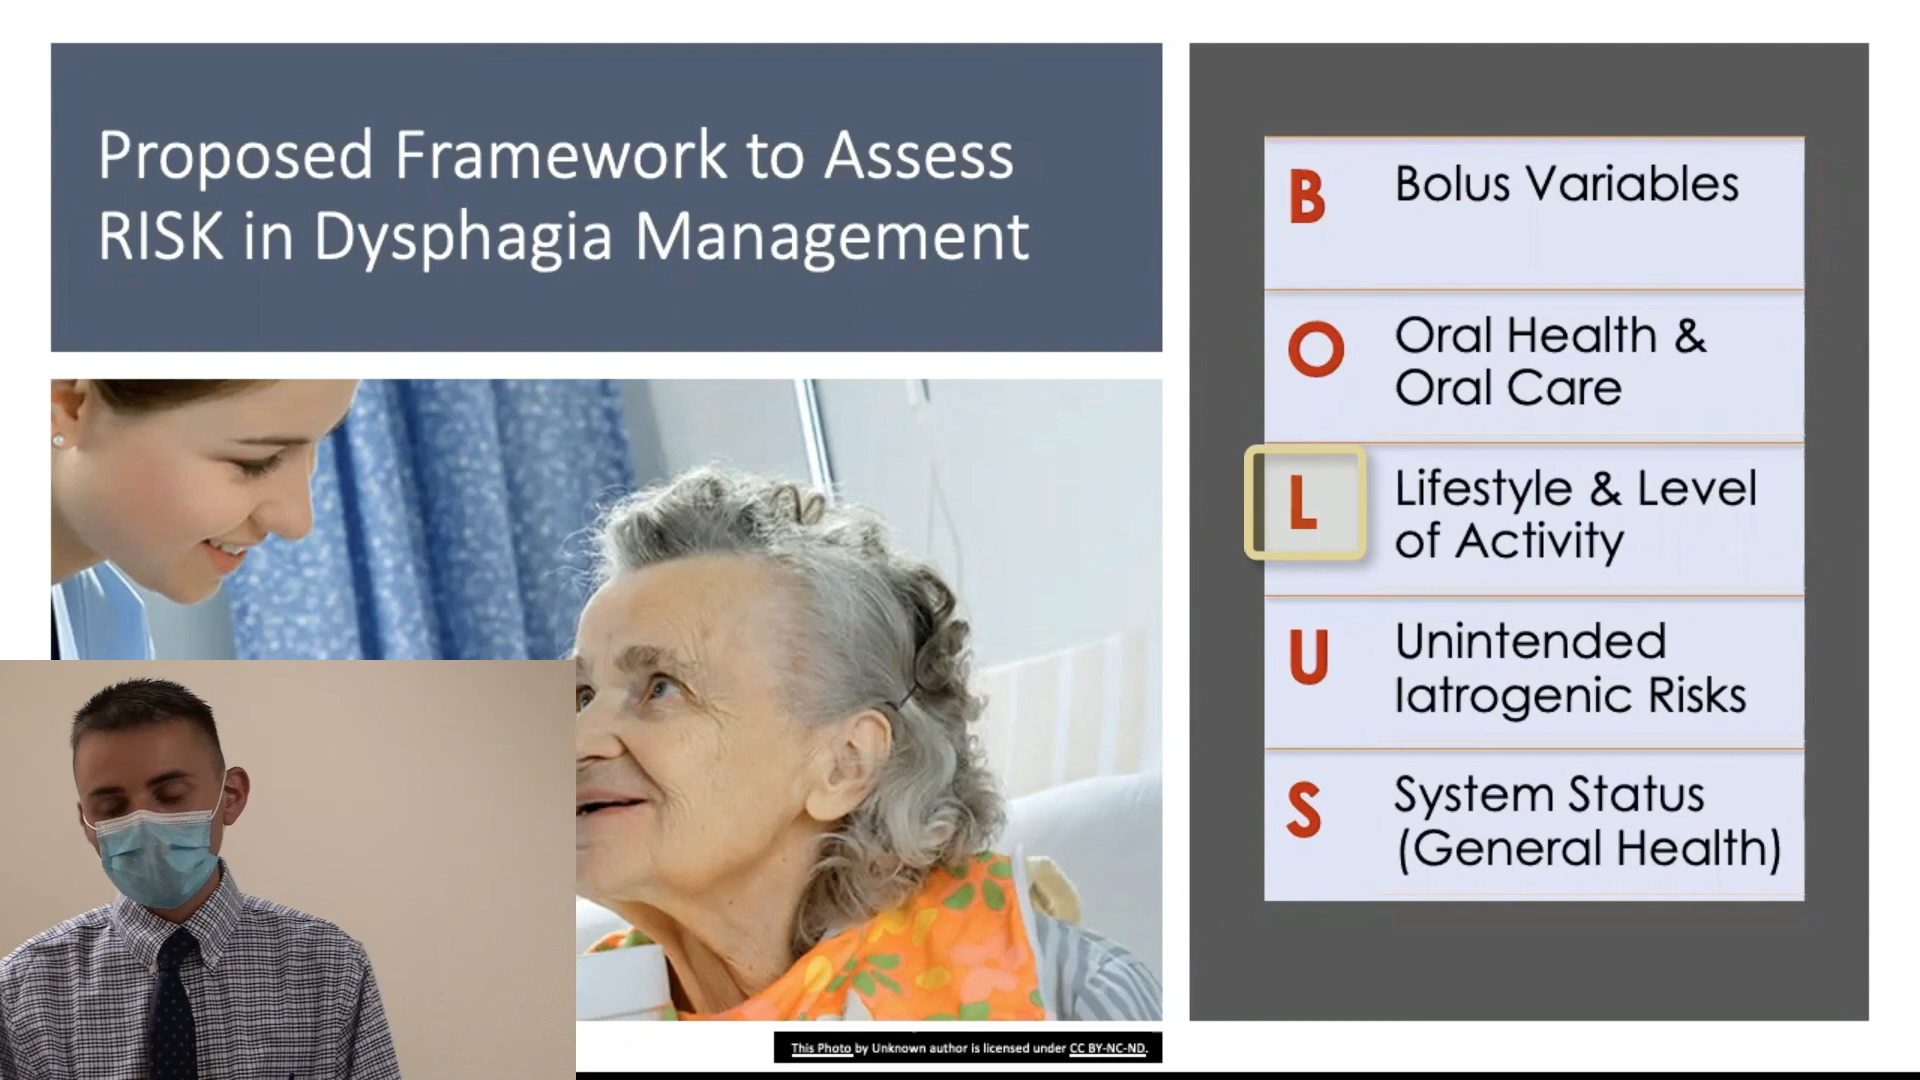 Proposed Framework to Assess
RISK in Dysphagia Management
B
Bolus Variables
O
Oral Health &
Oral Care
L
Lifestyle & Level
of Activity
U
Unintended
Iatrogenic Risks
S
System Status
(General Health)
This Photo by Unknown author is licensed under CC BY-NC-ND.